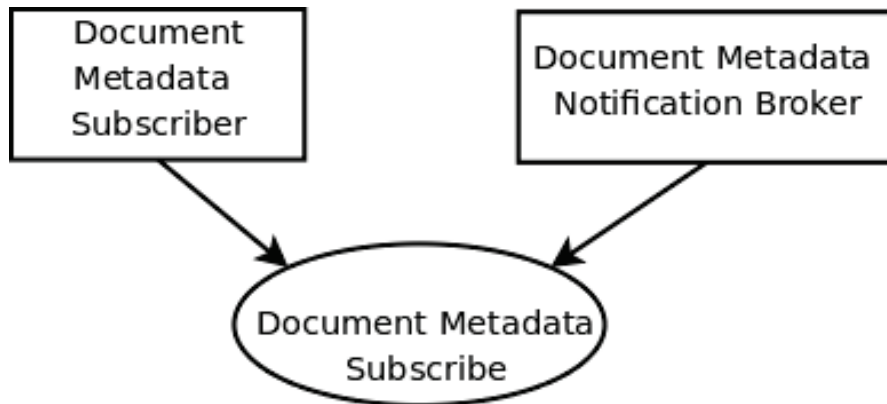 Document
Metadata
Subscriber
Document Metadata
Notification Broker
Document Metadata
Subscribe